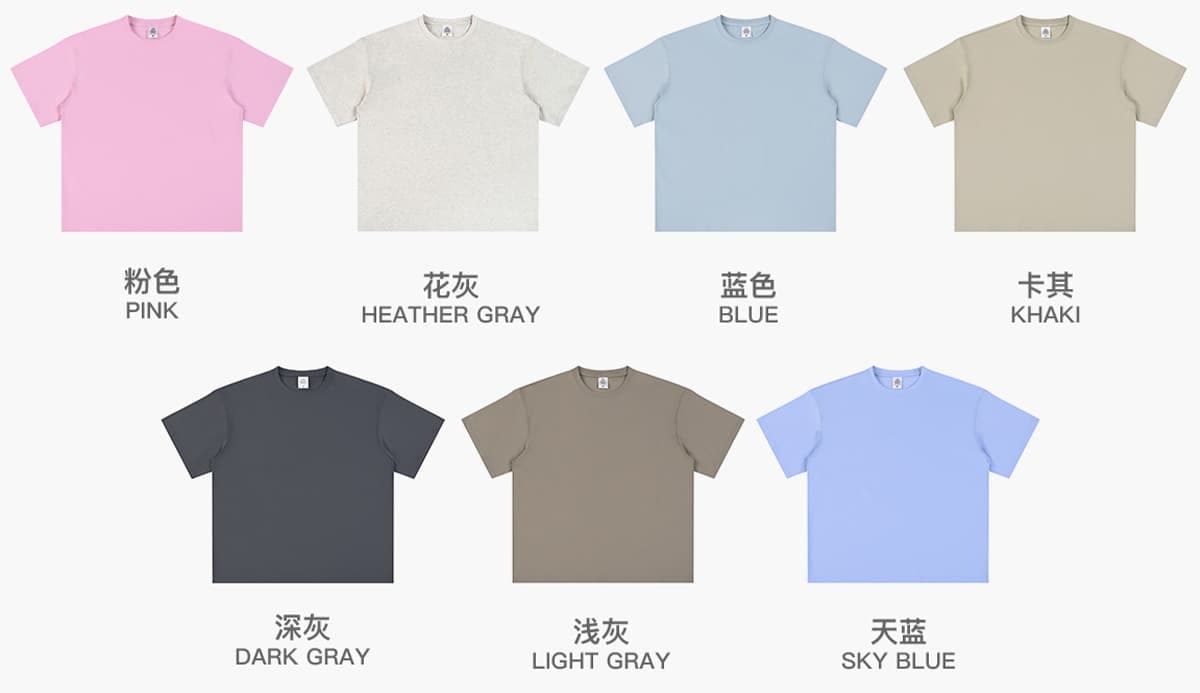 粉色
PINK
花灰
HEATHER GRAY
蓝色
BLUE
卡其
KHAKI
深灰
DARK GRAY
浅灰
LIGHT GRAY
天蓝
SKY BLUE